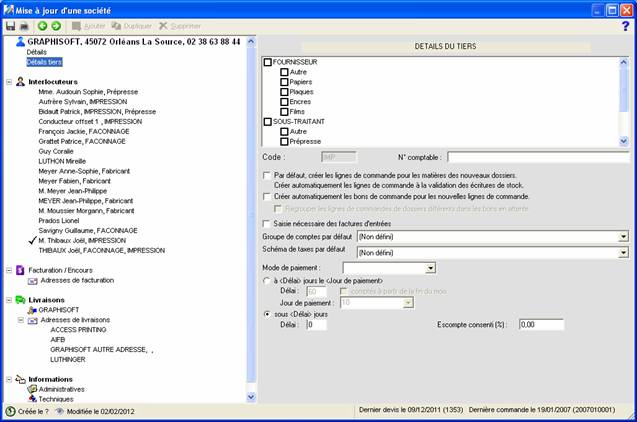 Mise à jour d'une société
Ajouter Dupliquer Supprimer
GRAPHISOFT, 45072 Orléans La Source, 02 38 63 88 44
Détails
Détails tiers
Interlocuteurs
Mme. Audouin Sophie, Prépresse
Autrère Sylvain, IMPRESSION
Bidault Patrick, IMPRESSION, Prépresse
Conducteur offset 1 , IMPRESSION
François Jackie, FACONNAGE
Grattet Patrice, FACONNAGE
Guy Coralie
LUTHON Mireille
Meyer Anne-Sophie, Fabricant
Meyer Fabien, Fabricant
M. Meyer Jean-Philippe
MEYER Jean-Philippe, Fabricant
M. Moussier Morgann, Fabricant
Prados Lionel
Savigny Guillaume, FACONNAGE
M. Thibaux Joël, IMPRESSION
THIBAUX Joël, FACONNAGE, IMPRESSION
Facturation / Encours
Adresses de facturation
Livraisons
GRAPHISOFT
Adresses de livraisons
ACCESS PRINTING
AIFB
GRAPHISOFT AUTRE ADRESSE, ,
LUTHINGER
Informations
Administratives
Techniques
DETAILS DU TIERS
FOURNISSEUR
Autre
Papiers
Plaques
Encres
Films
SOUS-TRAITANT
Autre
Prépresse
Code : IMP N° comptable :
Par défaut, créer les lignes de commande pour les matières des nouveaux dossiers.
Créer automatiquement les lignes de commande à la validation des écritures de stock.
Créer automatiquement les bons de commande pour les nouvelles lignes de commande.
Regrouper les lignes de commandes de dossiers différents dans les bons en attente
Saisie nécessaire des factures d'entrées
Groupe de comptes par défaut (Non défini)
Schéma de taxes par défaut (Non défini)
Mode de paiement :
à <Délai> jours le <Jour de paiement>
Délai : 60 comptés à partir de la fin du mois
Jour de paiement : 10
sous <Délai> jours
Délai : 0 Escompte consenti (%) : 0,00
Créée le ? Modifiée le 02/02/2012 Dernier devis le 09/12/2011 (1353) Dernière commande le 19/01/2007 (2007010001)